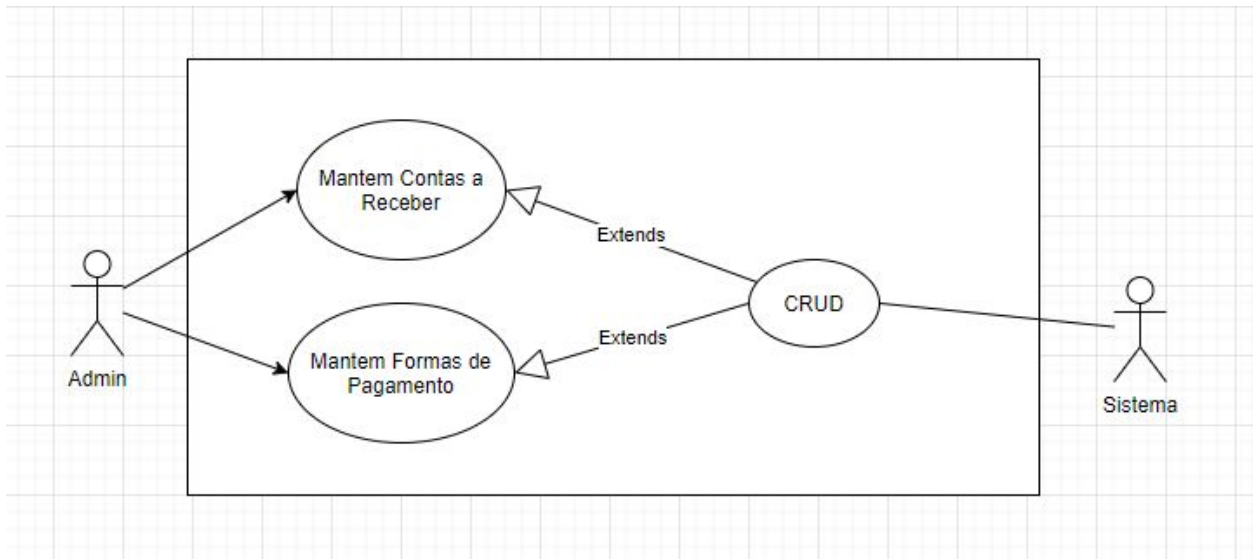 Mantem Contas a
Receber
Extends
CRUD
Extends
Mantem Formas de
Pagamento
Admin
Sistema